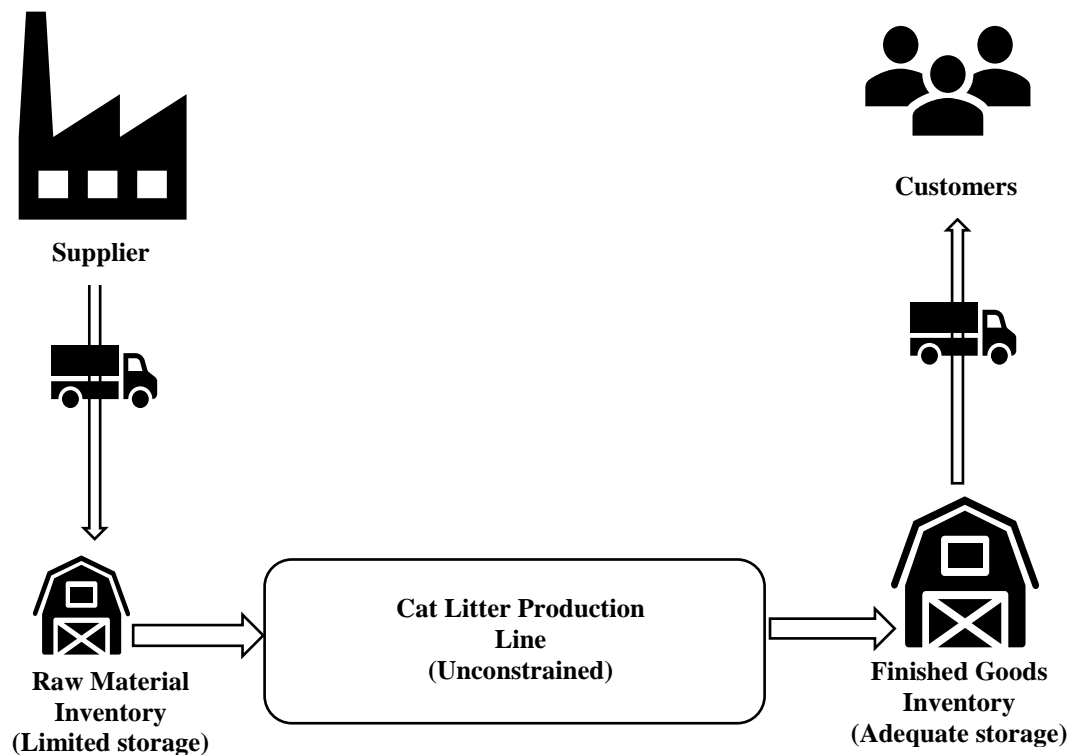 Customers
Supplier
Cat Litter Production
Line
(Unconstrained)
Raw Material
Inventory
(Limited storage)
Finished Goods
Inventory
(Adequate storage)